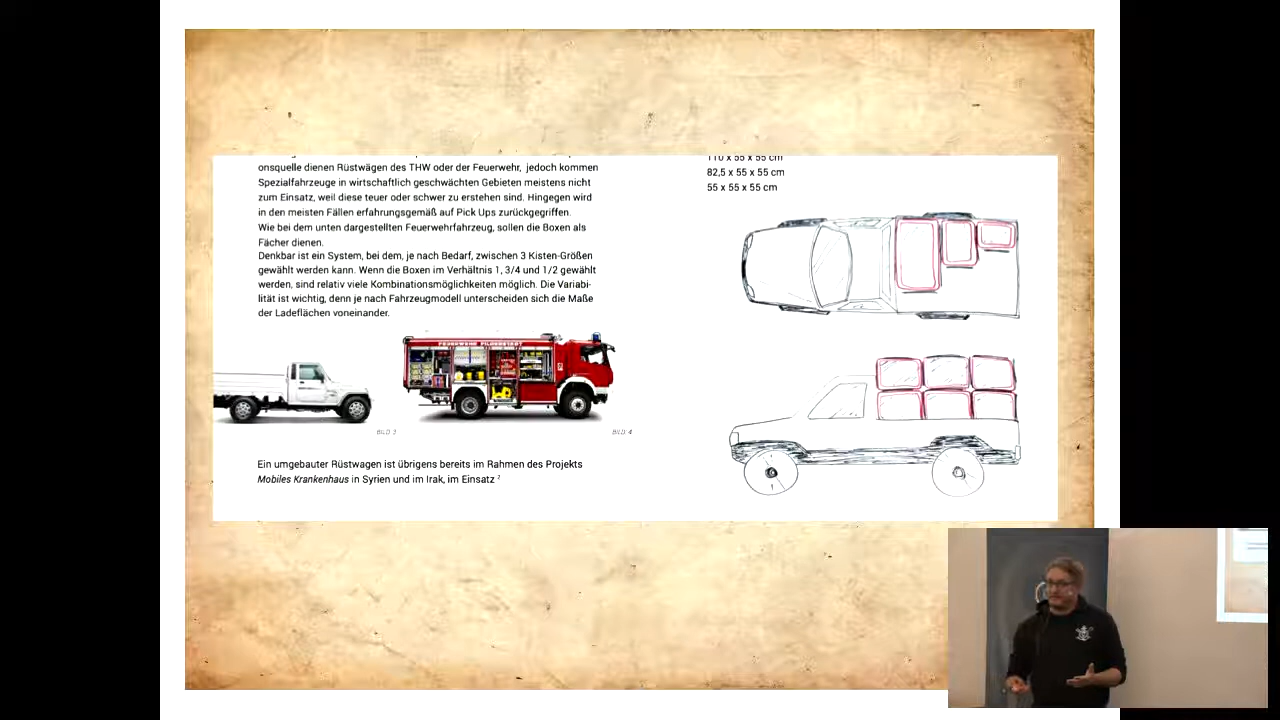 onsquelle dienen Rüstwägen des THW oder der Feuerwehr, jedoch kommen
Spezialfahrzeuge in wirtschaftlich geschwächten Gebieten meistens nicht
zum Einsatz, weil diese teuer oder schwer zu erstehen sind. Hingegen wird
in den meisten Fällen erfahrungsgemäß auf Pick Ups zurückgegriffen.
Wie bei dem unten dargestellten Feuerwehrfahrzeug, sollen die Boxen als
Fächer dienen.
Denkbar ist ein System, bei dem, je nach Bedarf, zwischen 3 Kisten-Größen
gewählt werden kann. Wenn die Boxen im Verhältnis 1, 3/4 und 1/2 gewählt
werden, sind relativ viele Kombinationsmöglichkeiten möglich. Die Variabi-
lität ist wichtig, denn je nach Fahrzeugmodell unterscheiden sich die Maße
der Ladeflächen voneinander.
FEUERWEHR FILDERSTADT
BILD 3
BILD 4
Ein umgebauter Rüstwagen ist übrigens bereits im Rahmen des Projekts
Mobiles Krankenhaus in Syrien und im Irak, im Einsatz ²
110 x 55 x 55 cm
82,5 x 55 x 55 cm
55 x 55 x 55 cm